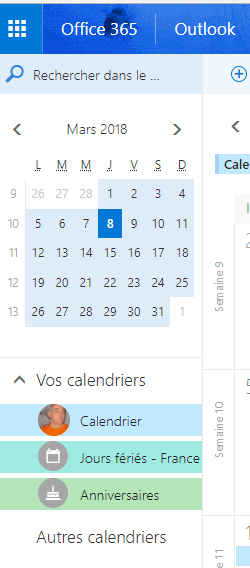 Office 365 Outlook
Rechercher dans le ...
Mars 2018
L M M J V S D
9 26 27 28 1 2 3 4
10 5 6 7 8 9 10 11
11 12 13 14 15 16 17 18
12 19 20 21 22 23 24 25
13 26 27 28 29 30 31 1
Vos calendriers
Calendrier
Jours fériés - France
Anniversaires
Autres calendriers
Cale
Semaine 9
Semaine 10
11